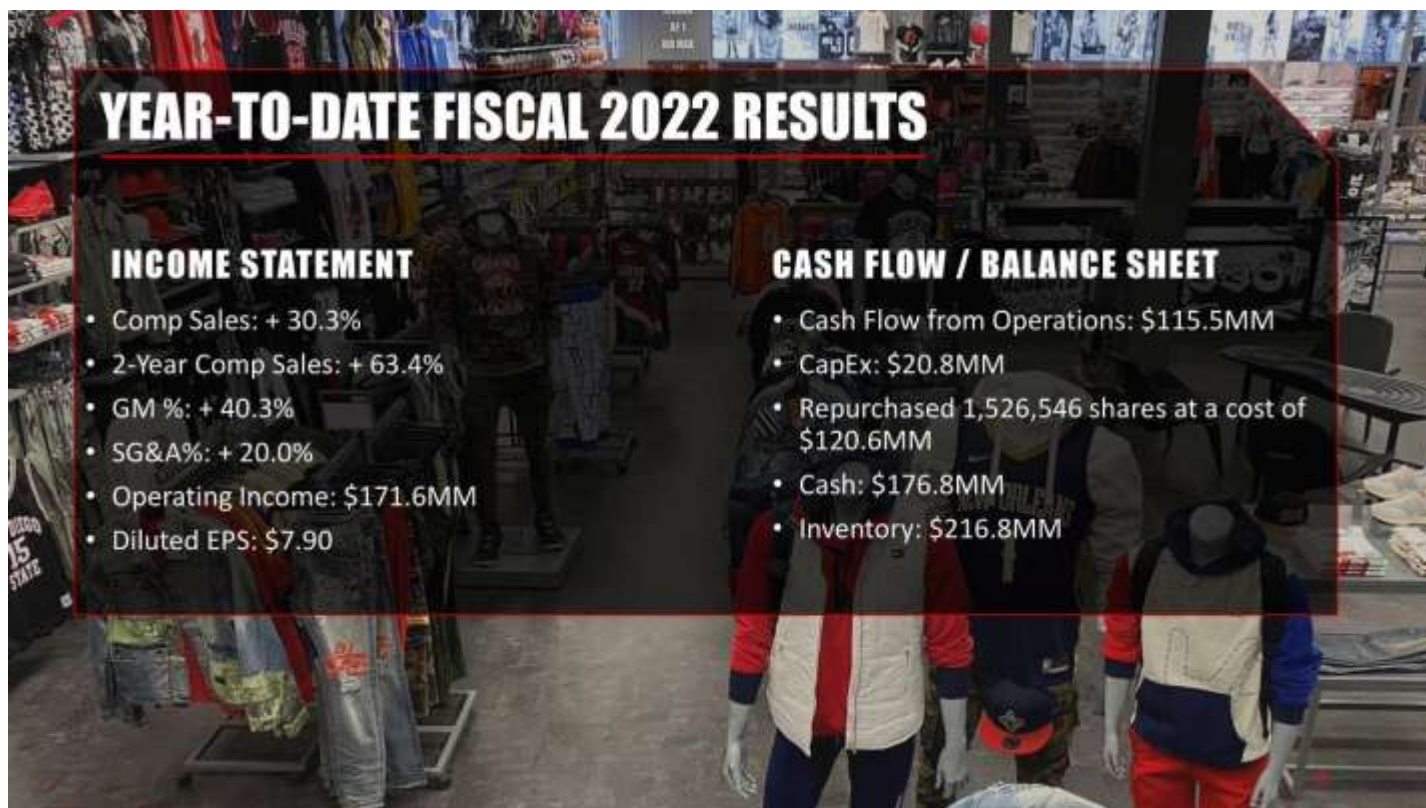 YEAR-TO-DATE FISCAL 2022 RESULTS
INCOME STATEMENT
• Comp Sales: + 30.3%
• 2-Year Comp Sales: + 63.4%
• GM %: + 40.3%
• SG&A%: + 20.0%
• Operating Income: $171.6MM
• Diluted EPS: $7.90
CASH FLOW / BALANCE SHEET
• Cash Flow from Operations: $115.5MM
• CapEx: $20.8MM
• Repurchased 1,526,546 shares at a cost of
$120.6MM
• Cash: $176.8MM
• Inventory: $216.8MM
15
STATE
1